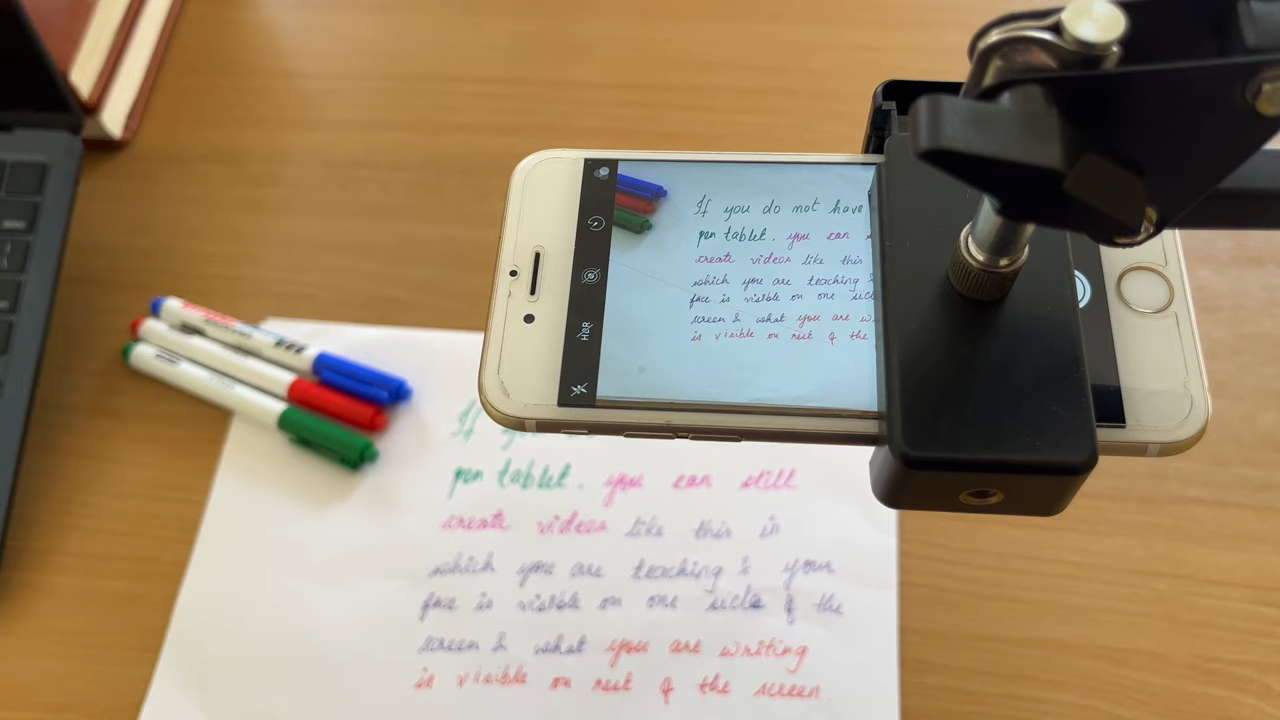 HDR
If you do not have
pen tablet. you can s
create videos like this
which you are teaching &
face is visible on one side
screen & what you are w
is visible on rest of the
If you
pen tablet. you can still
create videos like this in
which you are teaching & your
face is visible on one side of the
screen & what you are writing
is visible on rest of the screen.